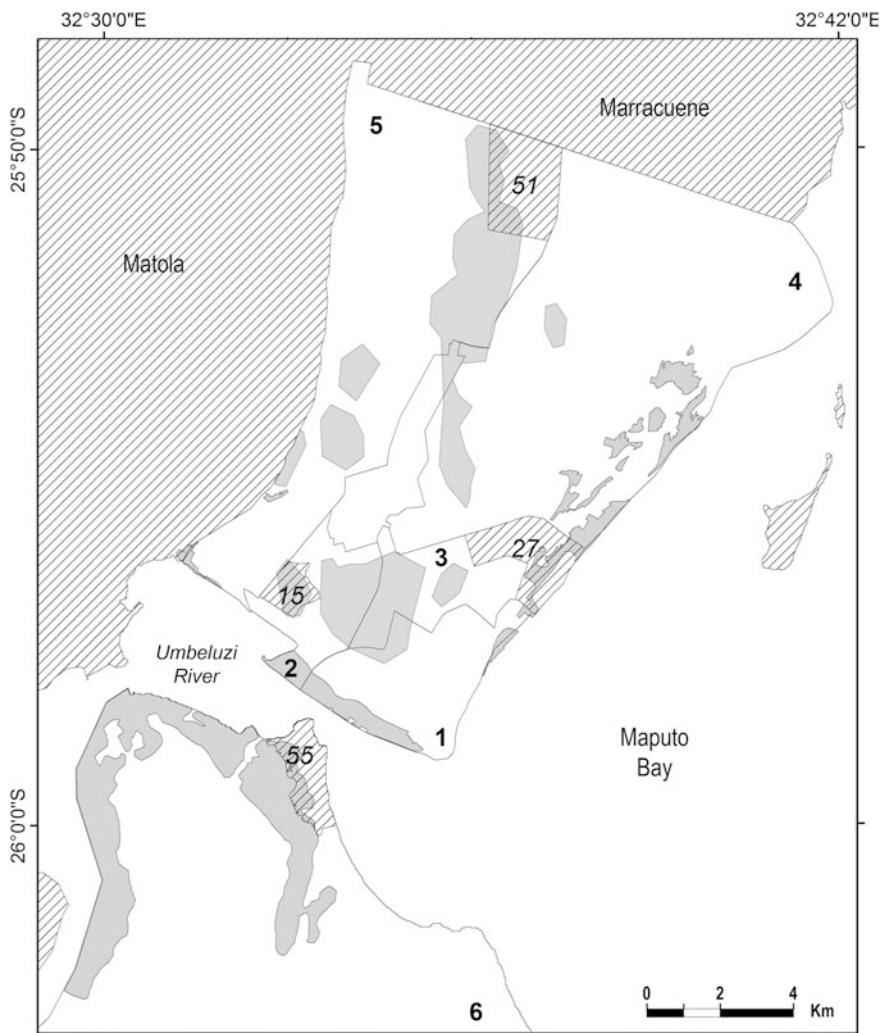 32°30'0"E
32°42'0"E
25°50'0"S
26°0'0"S
Marracuene
5
51
Matola
4
3
27
15
Umbeluzi
River
2
1
55
Maputo
Bay
6
0
2
4
Km